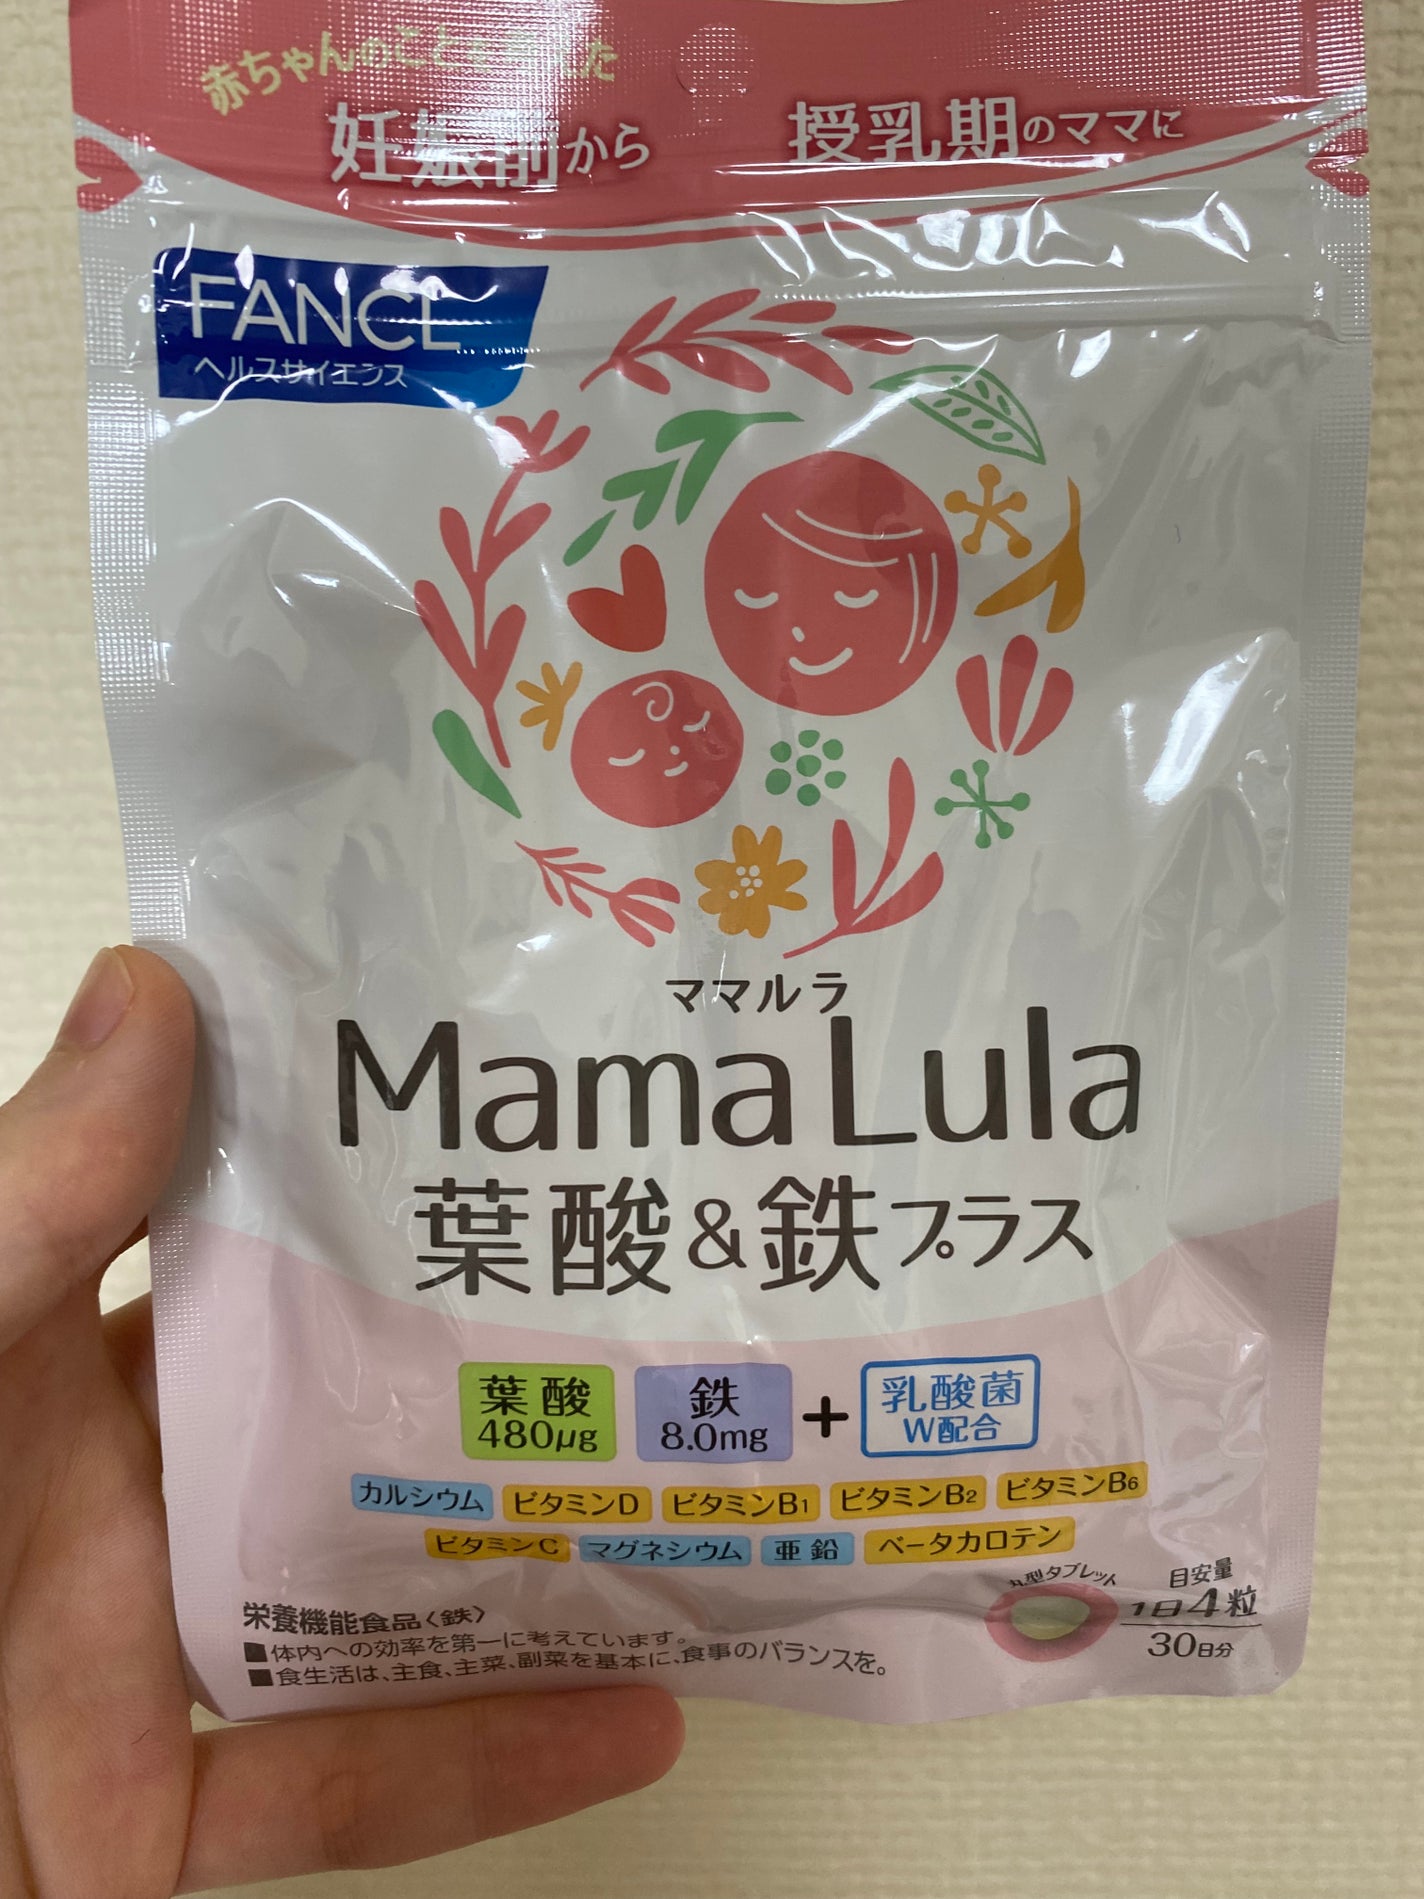 赤ちゃんのことを考えた
妊娠前から 授乳期のママに
FANCL
ヘルスサイエンス
ママルラ
Mama Lula
葉酸&鉄プラス
葉酸 480μg 鉄 8.0mg + 乳酸菌 W配合
カルシウム ビタミンD ビタミンB1 ビタミンB2 ビタミンB6
ビタミンC マグネシウム 亜鉛 ベータカロテン
丸型タブレット
目安量
1日4粒
30日分
栄養機能食品〈鉄〉
■体内への効率を第一に考えています。
■食生活は、主食、主菜、副菜を基本に、食事のバランスを。